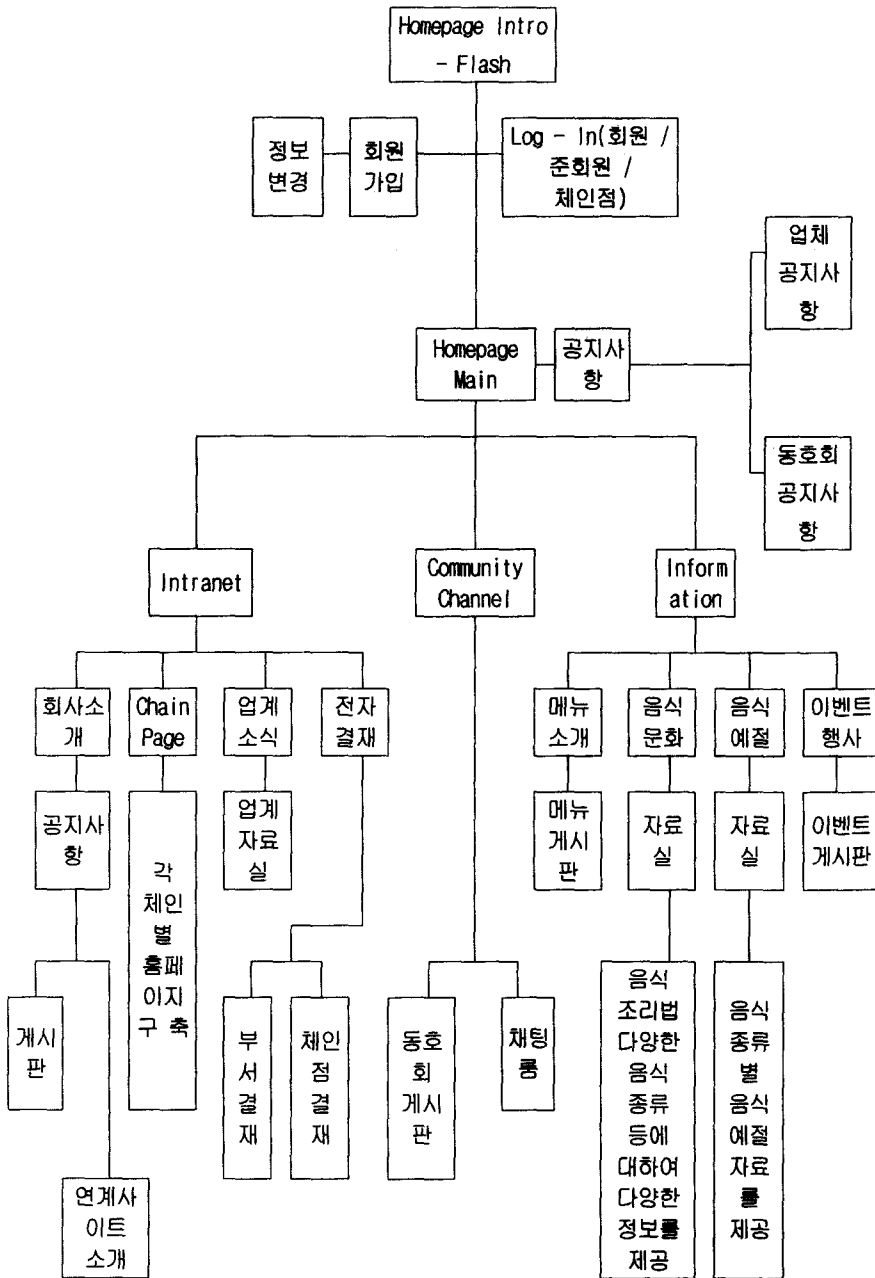 Homepage Intro
- Flash
정보
변경
회원
가입
Log - In(회원 /
준회원 /
체인점)
업체
공지사
항
Homepage
Main
공지사
항
동호회
공지사
항
Intranet
Community
Channel
Inform
ation
회사소
개
Chain
Page
업계
소식
전자
결재
메뉴
소개
음식
문화
음식
예절
이벤트
행사
공지사
항
각
체인
별
홈페
이지
구 축
업계
자료
실
메뉴
게시
판
자료
실
자료
실
이벤트
게시판
게시
판
연계사
이트
소개
부
서
결
재
체인
점
결
재
동호
회
게시
판
채팅
룸
음식
조리법
다양한
음식
종류
등에
대하여
다양한
정보를
제공
음식
종류
별
음식
예절
자료
를
제공